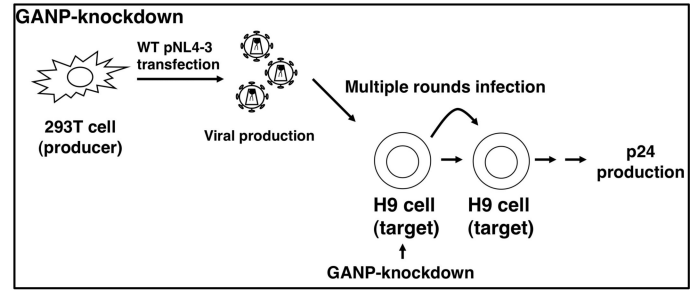 GANP-knockdown
WT pNL4-3
transfection
293T cell
(producer)
Viral production
Multiple rounds infection
H9 cell
(target)
H9 cell
(target)
p24
production
GANP-knockdown